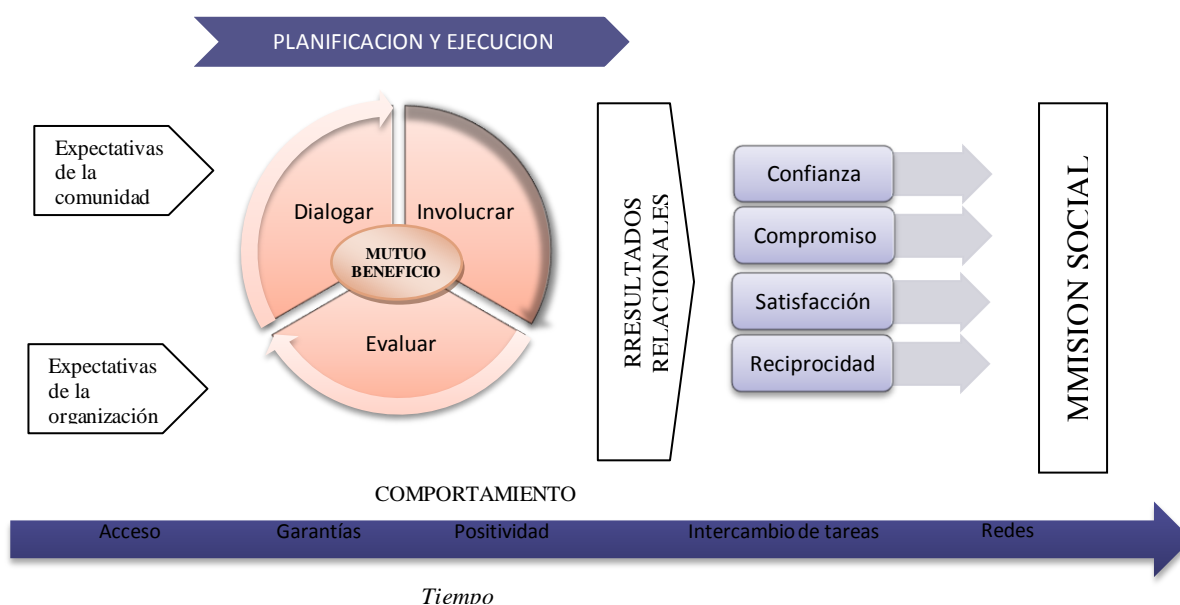 PLANIFICACION Y EJECUCION
Expectativas
de la
comunidad
Expectativas
de la
organización
Dialogar
Involucrar
MUTUO
BENEFICIO
Evaluar
RRESULTADOS
RELACIONALES
Confianza
Compromiso
Satisfacción
Reciprocidad
MMISION SOCIAL
COMPORTAMIENTO
Acceso
Garantías
Positividad
Intercambio de tareas
Redes
Tiempo